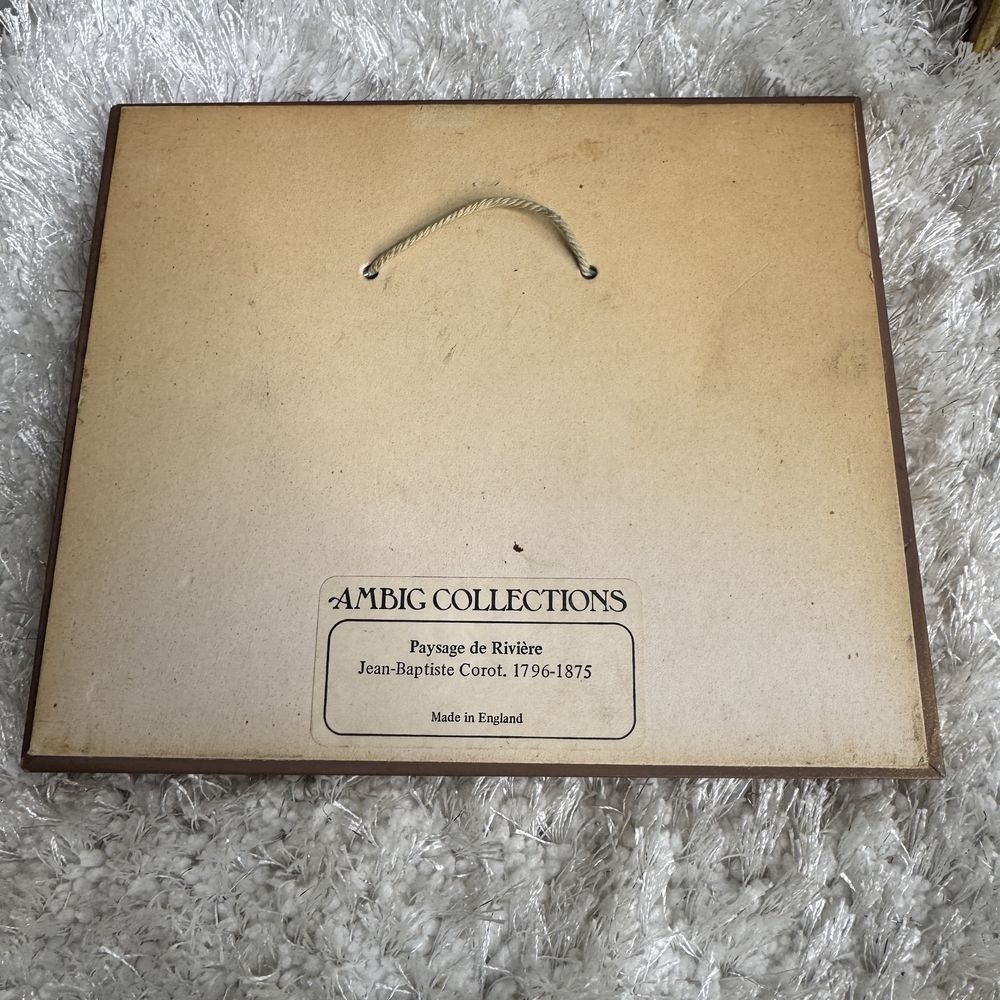 AMBIG COLLECTIONS
Paysage de Rivière
Jean-Baptiste Corot. 1796-1875
Made in England